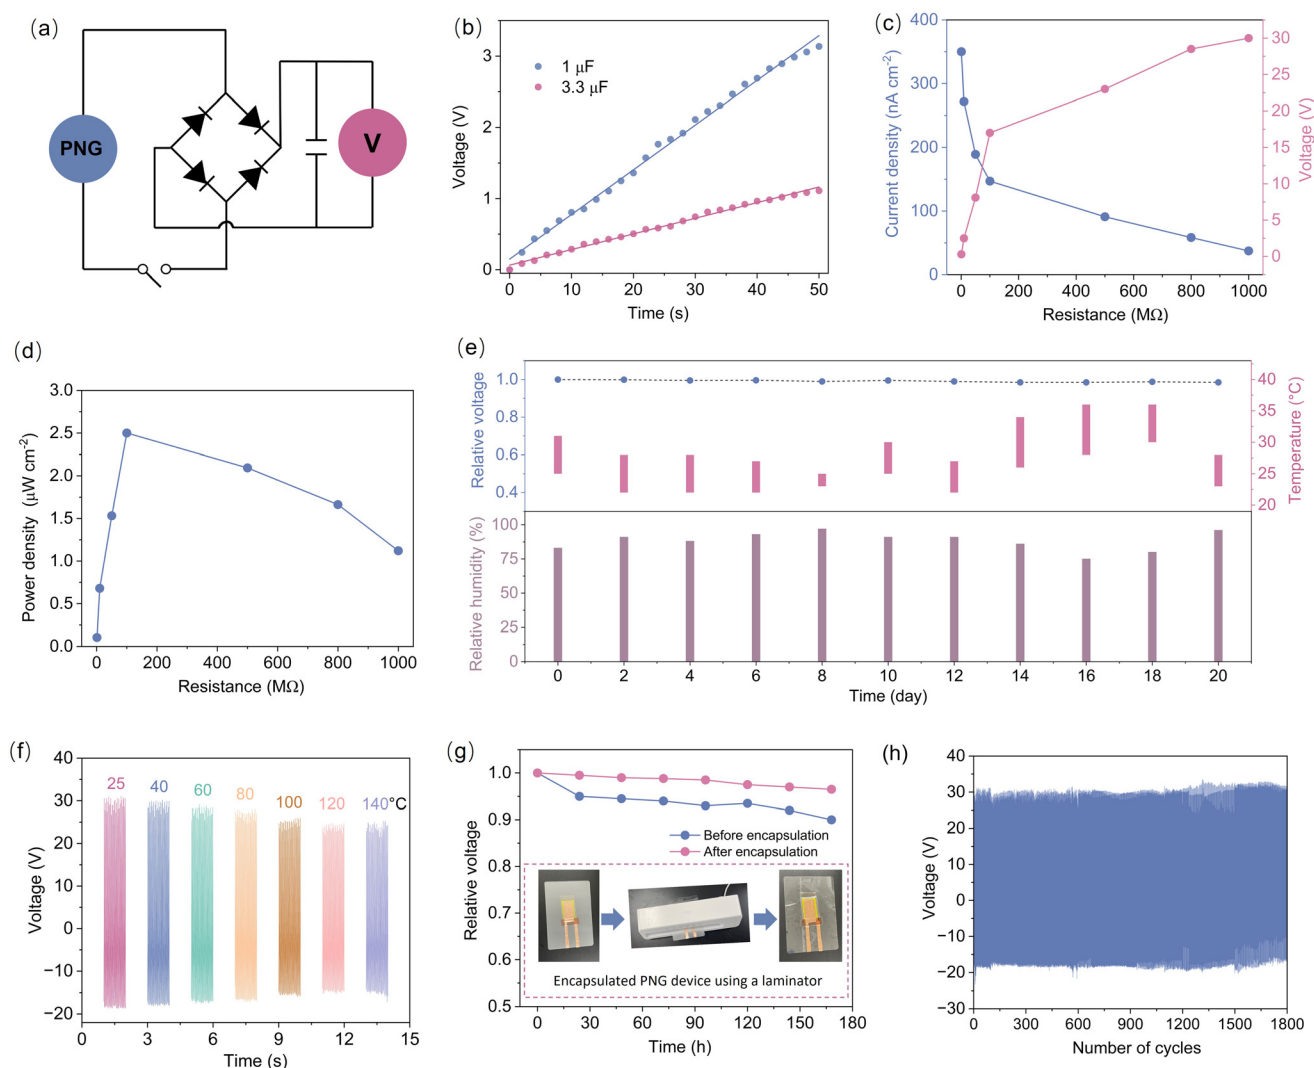 (a)
PNG
V
(b)
Voltage (V)
3
2
1
0
1 μF
3.3 μF
0 10 20 30 40 50
Time (s)
(c)
Current density (nA cm⁻²)
400
350
300
250
200
150
100
50
0
0 200 400 600 800 1000
Resistance (MΩ)
30
25
20
15
10
5
0
Voltage (V)
(d)
Power density (μW cm⁻²)
3.0
2.5
2.0
1.5
1.0
0.5
0.0
0 200 400 600 800 1000
Resistance (MΩ)
(e)
Relative voltage
1.0
0.8
0.6
0.4
40
35
30
25
20
Temperature (°C)
Relative humidity (%)
100
75
50
25
0
0 2 4 6 8 10 12 14 16 18 20
Time (day)
(f)
Voltage (V)
40
30
20
10
0
−10
−20
25 40 60 80 100 120 140°C
0 3 6 9 12 15
Time (s)
(g)
Relative voltage
1.0
0.9
0.8
0.7
0.6
0.5
Before encapsulation
After encapsulation
Encapsulated PNG device using a laminator
0 30 60 90 120 150 180
Time (h)
(h)
Voltage (V)
40
30
20
10
0
−10
−20
−30
0 300 600 900 1200 1500 1800
Number of cycles